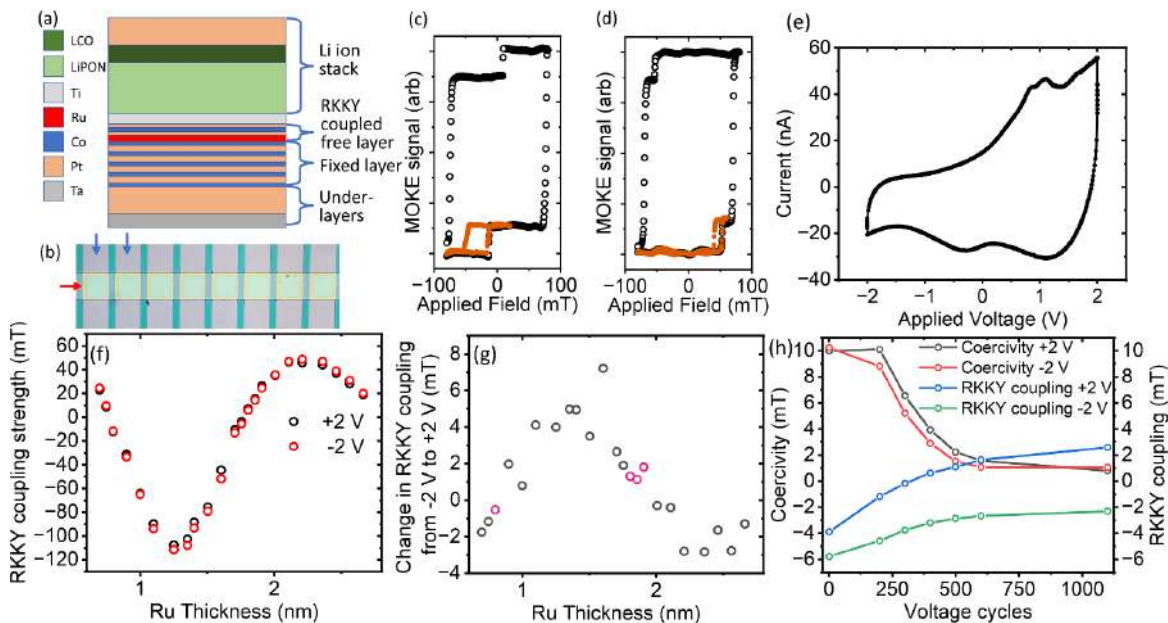 (a)
LCO
LiPON
Ti
Ru
Co
Pt
Ta
Li ion
stack
RKKY
coupled
free layer
Fixed layer
Under-
layers
(b)
(c)
MOKE signal (arb)
−100
0
100
Applied Field (mT)
(d)
MOKE signal (arb)
−100
0
100
Applied Field (mT)
(e)
Current (nA)
60
40
20
0
−20
−40
−2
−1
0
1
2
Applied Voltage (V)
(f)
RKKY coupling strength (mT)
60
40
20
0
−20
−40
−60
−80
−100
−120
+2 V
-2 V
1
2
Ru Thickness (nm)
(g)
Change in RKKY coupling
from -2 V to +2 V (mT)
8
6
4
2
0
−2
−4
1
2
Ru Thickness (nm)
(h)
Coercivity (mT)
10
8
6
4
2
0
−2
−4
−6
Coercivity +2 V
Coercivity -2 V
RKKY coupling +2 V
RKKY coupling -2 V
10
8
6
4
2
0
−2
−4
−6
RKKY coupling (mT)
0
250
500
750
1000
Voltage cycles